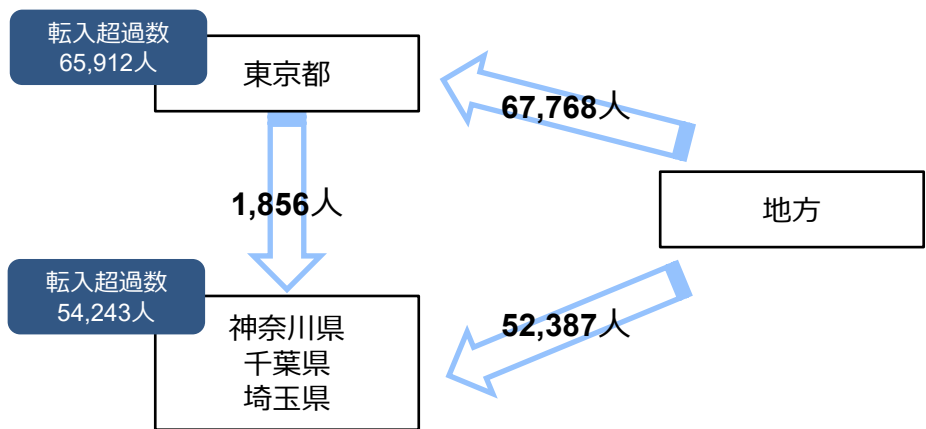 転入超過数
65,912人
東京都
67,768人
1,856人
地方
転入超過数
54,243人
神奈川県
千葉県
埼玉県
52,387人